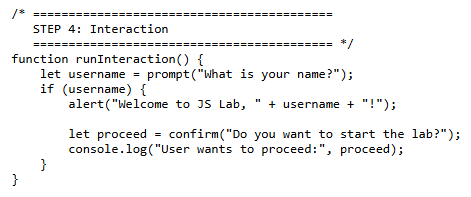 /* ==========================================
STEP 4: Interaction
========================================== */
function runInteraction() {
let username = prompt("What is your name?");
if (username) {
alert("Welcome to JS Lab, " + username + "!");
let proceed = confirm("Do you want to start the lab?");
console.log("User wants to proceed:", proceed);
}
}